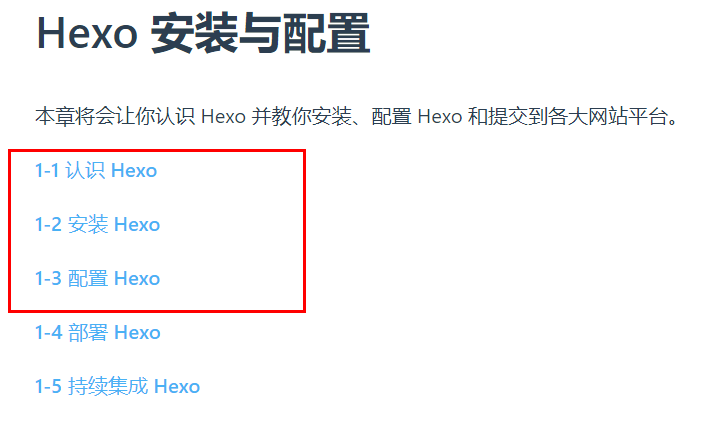 Hexo 安装与配置
本章将会让你认识 Hexo 并教你安装、配置 Hexo 和提交到各大网站平台。
1-1 认识 Hexo
1-2 安装 Hexo
1-3 配置 Hexo
1-4 部署 Hexo
1-5 持续集成 Hexo